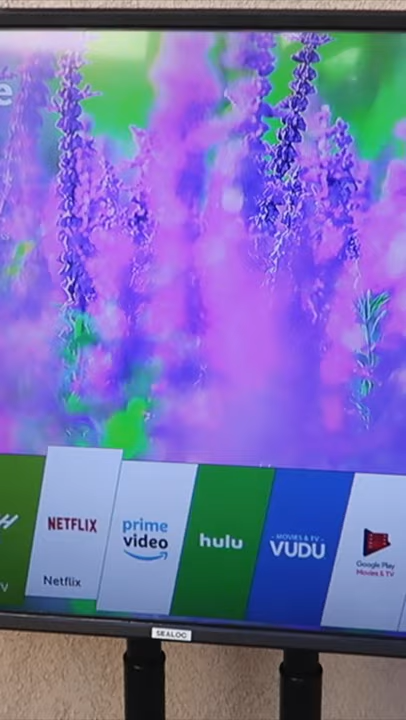 e
H
V
NETFLIX
Netflix
prime
video
hulu
MOVIES & TV
VUDU
Google Play
Movies & TV
SEALOC